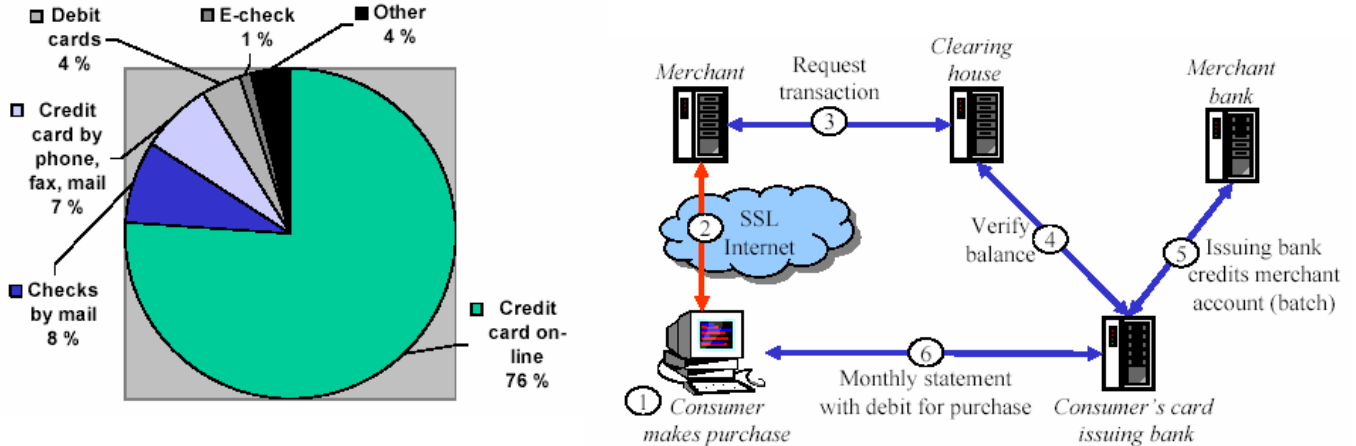 Debit
cards
4 %
E-check
1 %
Other
4 %
Credit
card by
phone,
fax, mail
7 %
Checks
by mail
8 %
Credit
card on-
line
76 %
Merchant
Request
transaction
3
Clearing
house
Merchant
bank
2
SSL
Internet
Verify
balance
4
5
Issuing bank
credits merchant
account (batch)
6
Monthly statement
with debit for purchase
1
Consumer
makes purchase
Consumer's card
issuing bank